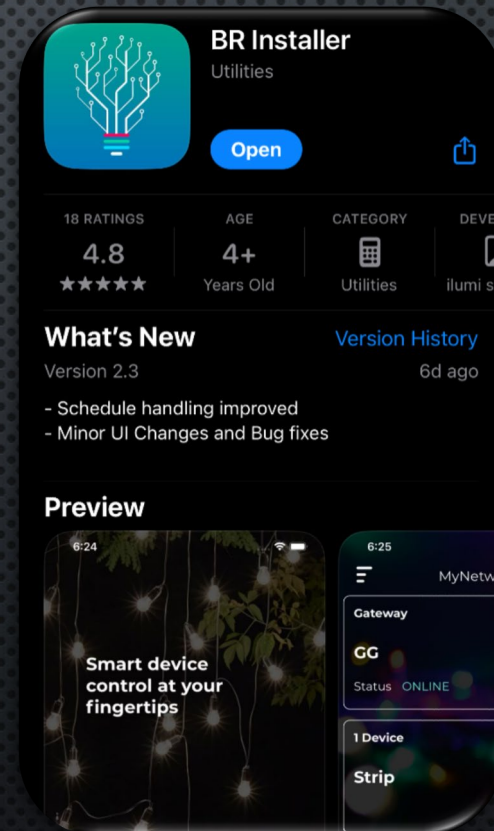 BR Installer
Utilities
Open
18 RATINGS
AGE
CATEGORY
4.8
4+
Years Old
Utilities
ilumi
What's New
Version History
Version 2.3
6d ago
- Schedule handling improved
- Minor UI Changes and Bug fixes
Preview
6:24
Smart device
control at your
fingertips
6:25
Gateway
GG
Status ONLINE
1 Device
Strip